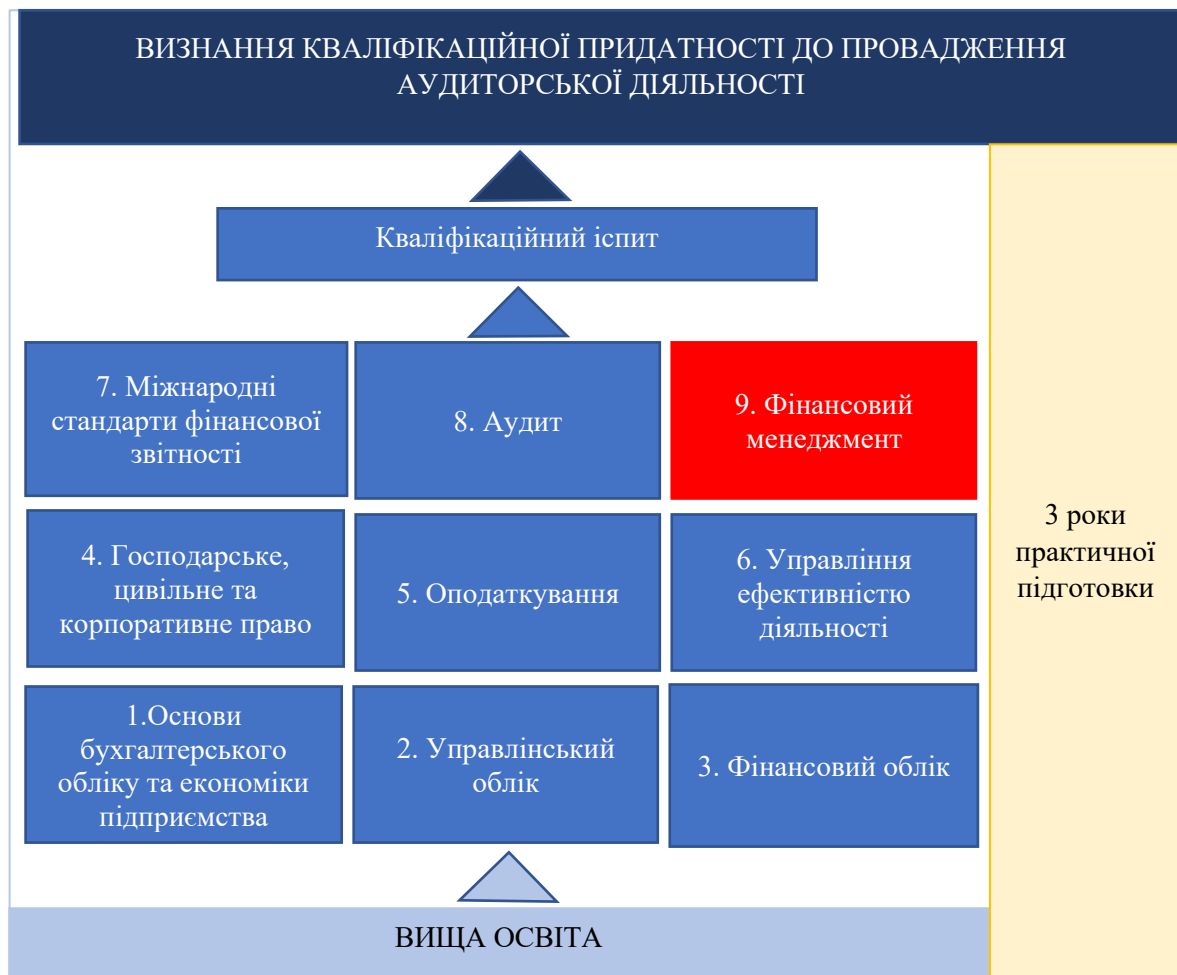 ВИЗНАННЯ КВАЛІФІКАЦІЙНОЇ ПРИДАТНОСТІ ДО ПРОВАДЖЕННЯ
АУДИТОРСЬКОЇ ДІЯЛЬНОСТІ
Кваліфікаційний іспит
7. Міжнародні
стандарти фінансової
звітності
8. Аудит
9. Фінансовий
менеджмент
4. Господарське,
цивільне та
корпоративне право
5. Оподаткування
6. Управління
ефективністю
діяльності
1.Основи
бухгалтерського
обліку та економіки
підприємства
2. Управлінський
облік
3. Фінансовий облік
3 роки
практичної
підготовки
ВИЩА ОСВІТА